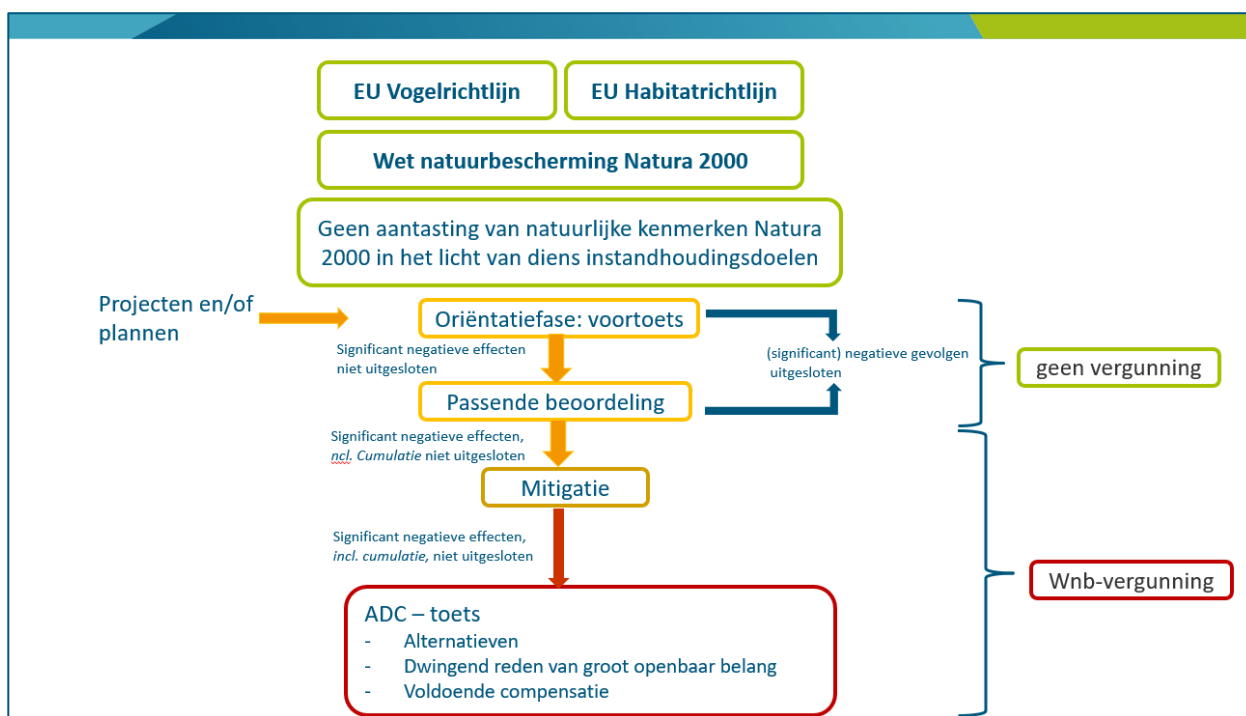 EU Vogelrichtlijn
EU Habitatrichtlijn
Wet natuurbescherming Natura 2000
Geen aantasting van natuurlijke kenmerken Natura
2000 in het licht van diens instandhoudingsdoelen
Projecten en/of
plannen
Oriëntatiefase: voortoets
Significant negatieve effecten
niet uitgesloten
(significant) negatieve gevolgen
uitgesloten
geen vergunning
Passende beoordeling
Significant negatieve effecten,
ncl. Cumulatie niet uitgesloten
Mitigatie
Significant negatieve effecten,
incl. cumulatie, niet uitgesloten
Wnb-vergunning
ADC – toets
- Alternatieven
- Dwingend reden van groot openbaar belang
- Voldoende compensatie